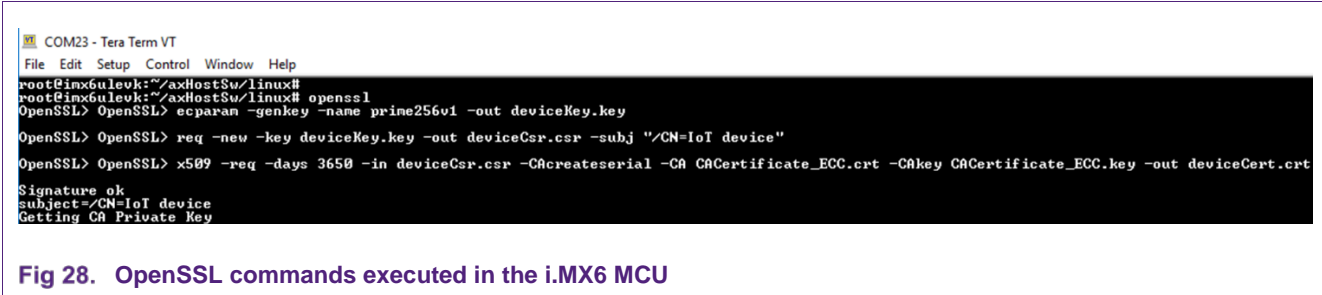 COM23 - Tera Term VT
File Edit Setup Control Window Help
root@imx6ulevk:~/axHostSw/linux#
root@imx6ulevk:~/axHostSw/linux# openssl
OpenSSL> OpenSSL> ecparam -genkey -name prime256v1 -out deviceKey.key
OpenSSL> OpenSSL> req -new -key deviceKey.key -out deviceCsr.csr -subj "/CN=IoT device"
OpenSSL> OpenSSL> x509 -req -days 3650 -in deviceCsr.csr -CAcreateserial -CA CACertificate_ECC.crt -CAkey CACertificate_ECC.key -out deviceCert.crt
Signature ok
subject=/CN=IoT device
Getting CA Private Key
Fig 28. OpenSSL commands executed in the i.MX6 MCU